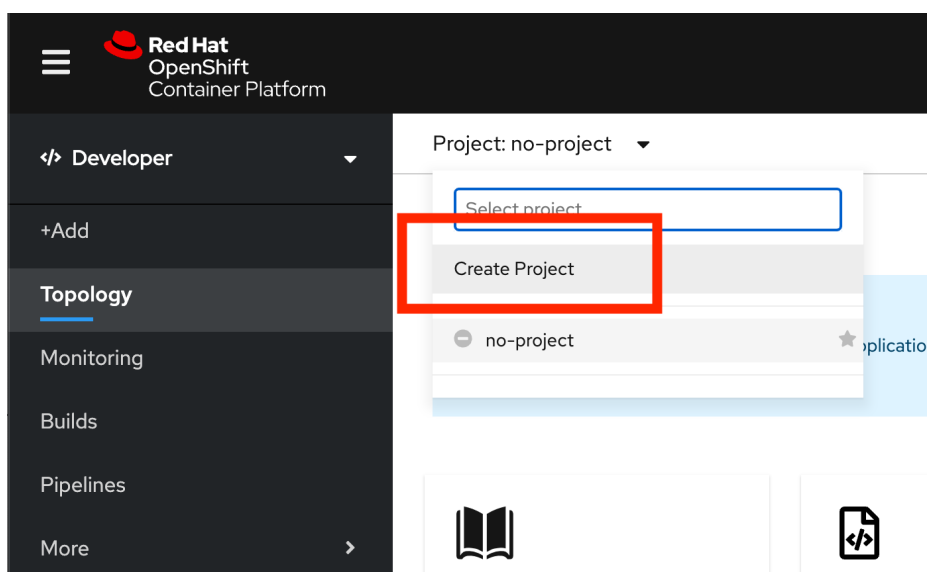 Red Hat
OpenShift
Container Platform
Developer
Project: no-project
Select project
+Add
Create Project
Topology
no-project
Monitoring
Builds
Pipelines
More